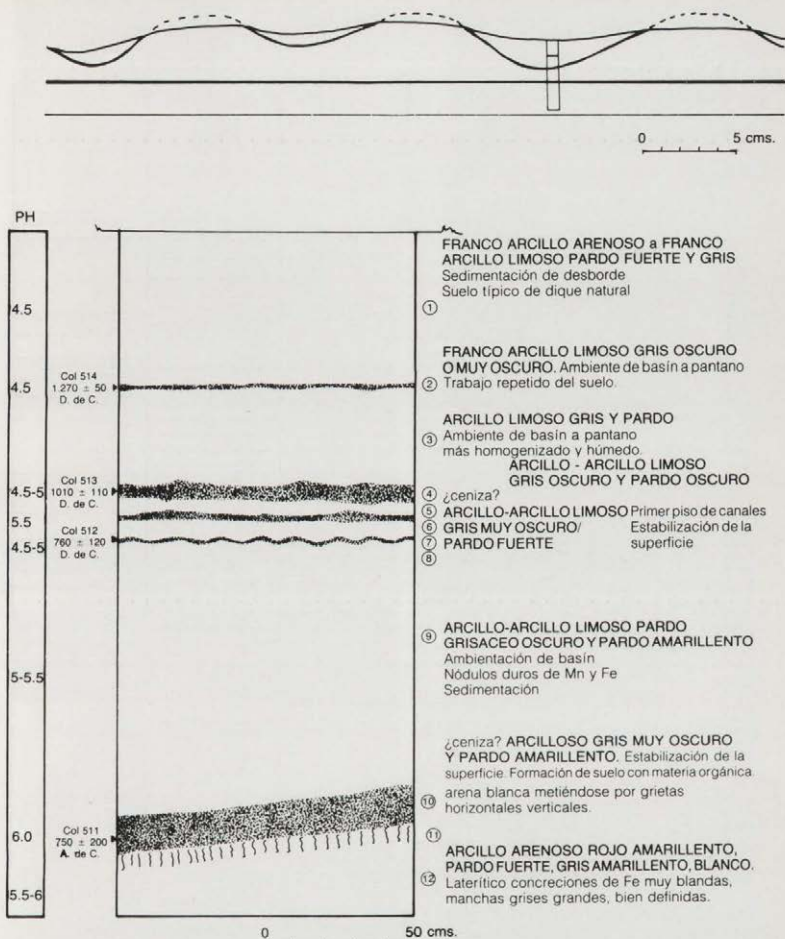 0 5 cms.
PH
4.5
4.5
4.5-5
5.5
4.5-5
5-5.5
6.0
5.5-6
Col 514
1.270 ± 50
D. de C.
Col 513
1010 ± 110
D. de C.
Col 512
760 ± 120
D. de C.
Col 511
750 ± 200
A. de C.
FRANCO ARCILLO ARENOSO a FRANCO
ARCILLO LIMOSO PARDO FUERTE Y GRIS
Sedimentación de desborde
Suelo típico de dique natural
①
FRANCO ARCILLO LIMOSO GRIS OSCURO
O MUY OSCURO. Ambiente de basín a pantano
② Trabajo repetido del suelo.
ARCILLO LIMOSO GRIS Y PARDO
③ Ambiente de basín a pantano
más homogenizado y húmedo.
ARCILLO - ARCILLO LIMOSO
GRIS OSCURO Y PARDO OSCURO
④ ¿ceniza?
⑤ ARCILLO-ARCILLO LIMOSO Primer piso de canales
⑥ GRIS MUY OSCURO/ Estabilización de la
⑦ PARDO FUERTE superficie
⑧
⑨ ARCILLO-ARCILLO LIMOSO PARDO
GRISACEO OSCURO Y PARDO AMARILLENTO
Ambientación de basín
Nódulos duros de Mn y Fe
Sedimentación
¿ceniza? ARCILLOSO GRIS MUY OSCURO
Y PARDO AMARILLENTO. Estabilización de la
superficie. Formación de suelo con materia orgánica.
⑩ arena blanca metiéndose por grietas
horizontales verticales.
⑪
ARCILLO ARENOSO ROJO AMARILLENTO,
PARDO FUERTE, GRIS AMARILLENTO, BLANCO.
⑫ Laterítico concreciones de Fe muy blandas,
manchas grises grandes, bien definidas.
0 50 cms.